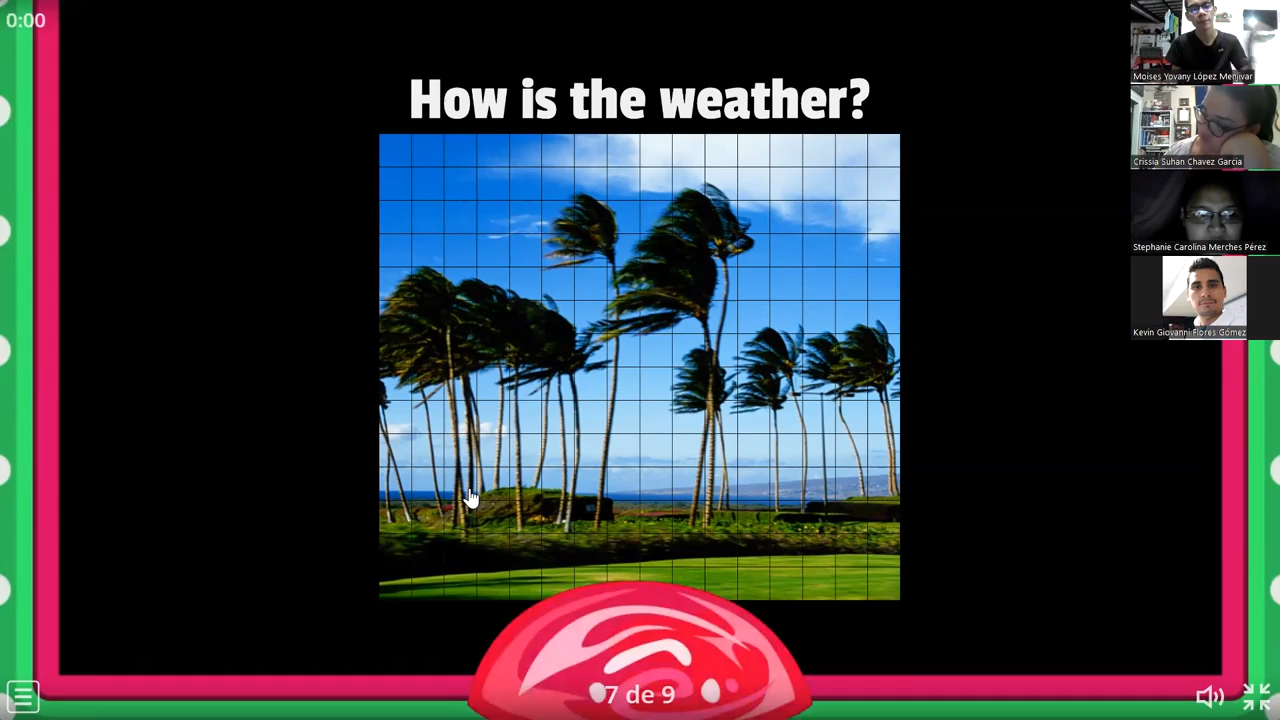 0:00
How is the weather?
Moises Yovany López Menjivar
Crissia Suhan Chavez Garcia
Stephanie Carolina Merches Pérez
Kevin Giovanni Flores Gómez
7 de 9